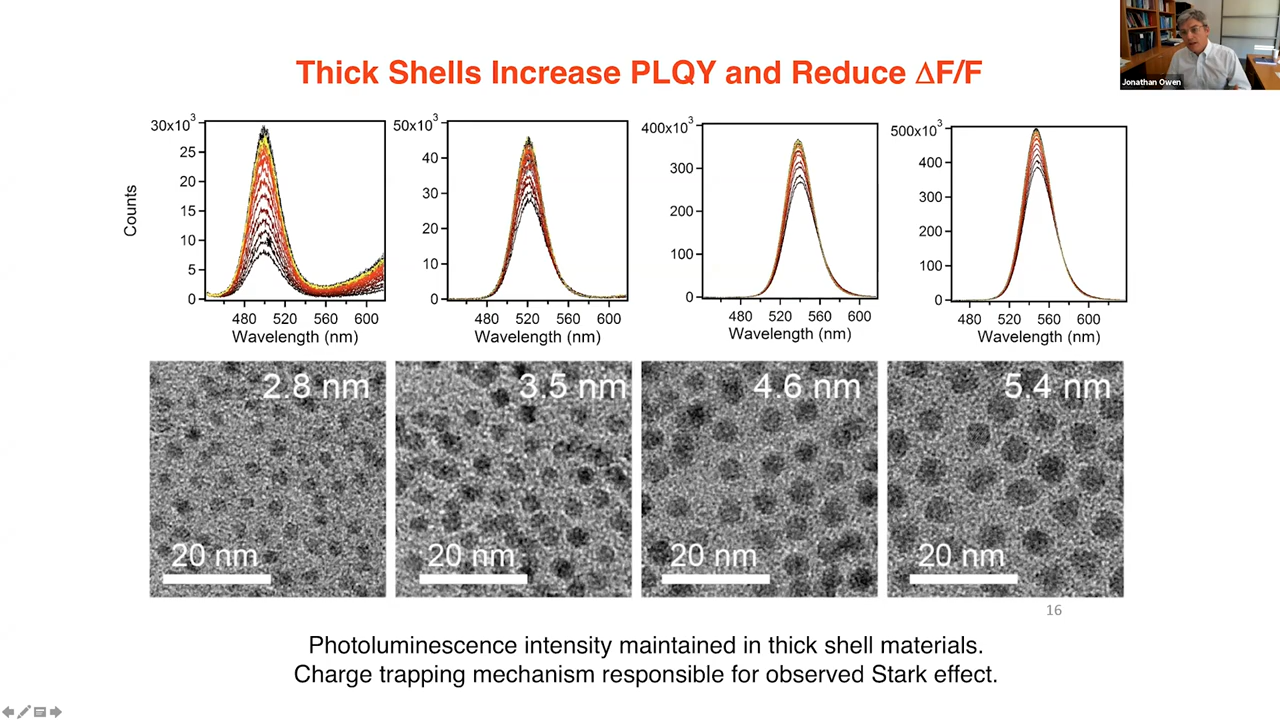 Jonathan Owen
Thick Shells Increase PLQY and Reduce ΔF/F
Counts
30x10³
25
20
15
10
5
0
480 520 560 600
Wavelength (nm)
50x10³
40
30
20
10
0
480 520 560 600
Wavelength (nm)
400x10³
300
200
100
0
480 520 560 600
Wavelength (nm)
500x10³
400
300
200
100
0
480 520 560 600
Wavelength (nm)
2.8 nm
20 nm
3.5 nm
20 nm
4.6 nm
20 nm
5.4 nm
20 nm
16
Photoluminescence intensity maintained in thick shell materials.
Charge trapping mechanism responsible for observed Stark effect.